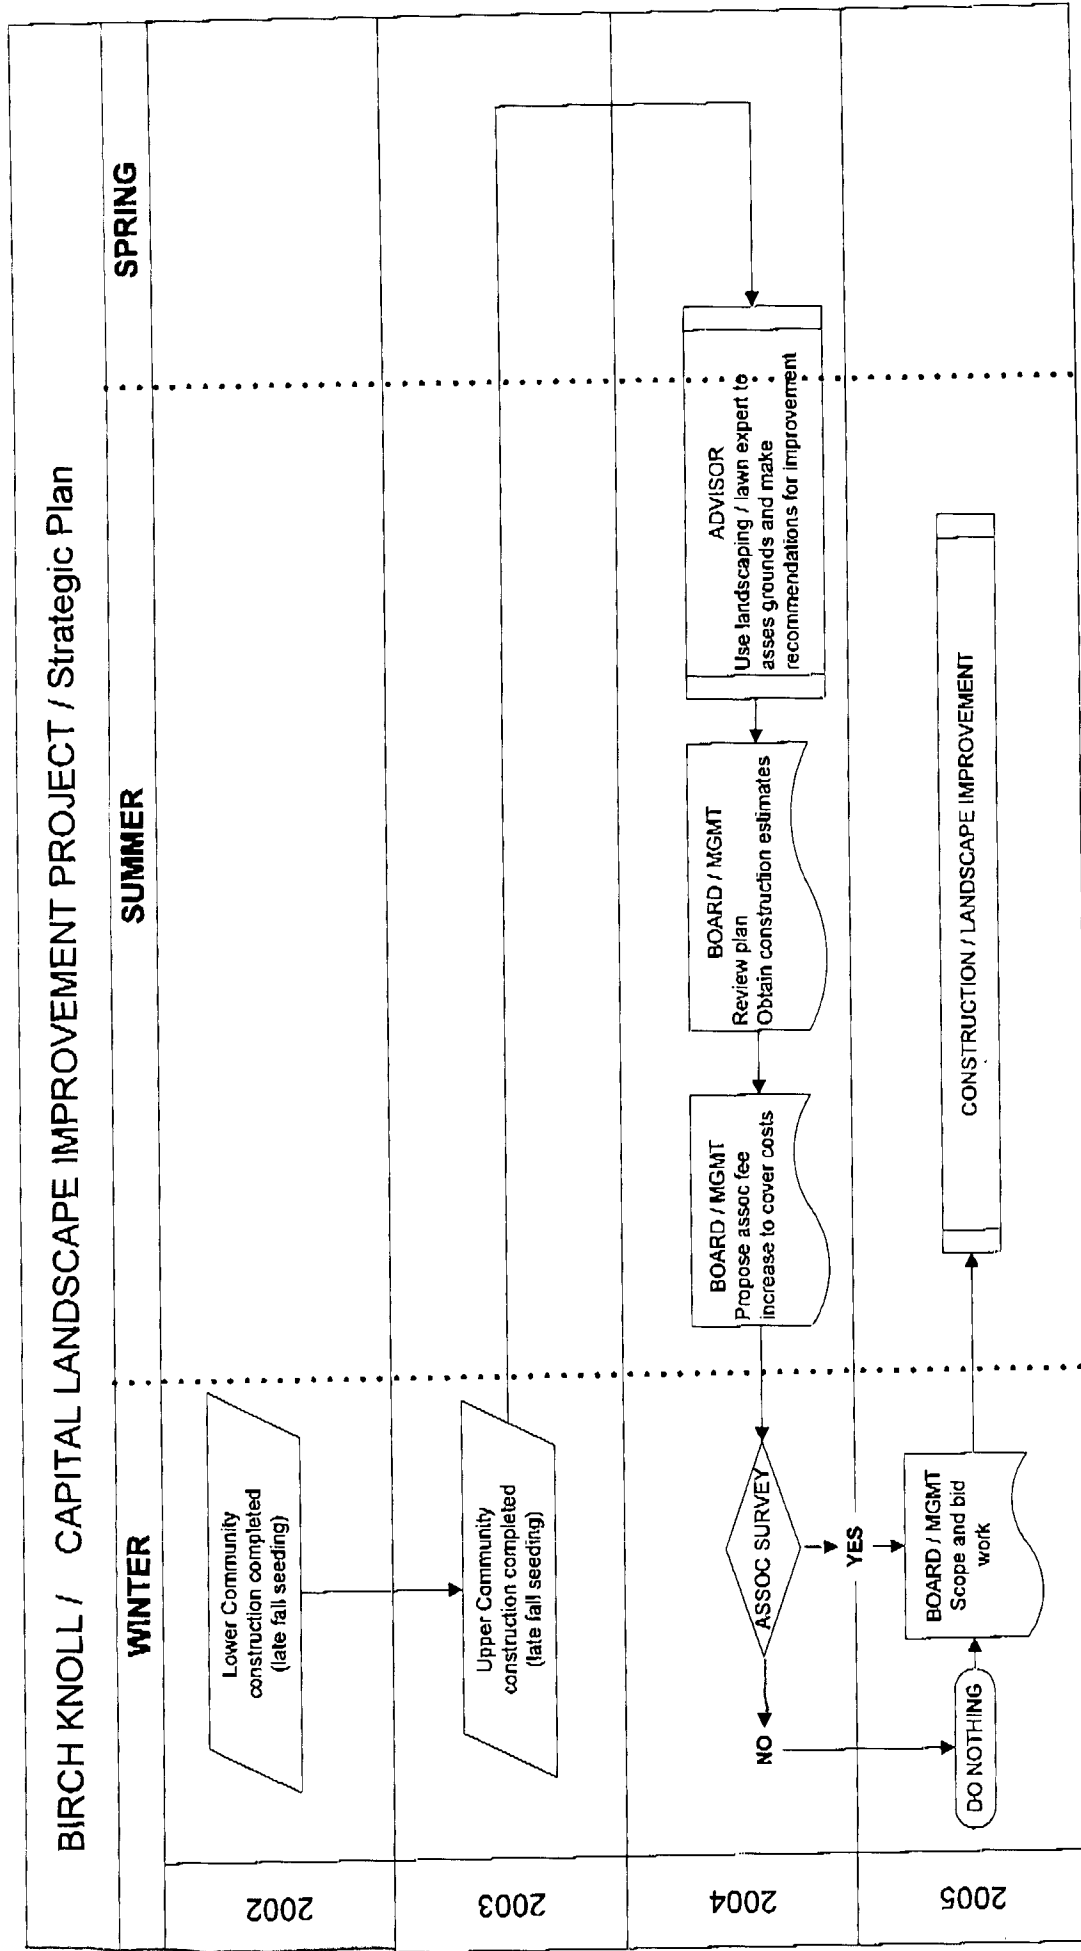 BIRCH KNOLL / CAPITAL LANDSCAPE IMPROVEMENT PROJECT / Strategic Plan
WINTER
SUMMER
SPRING
2002
Lower Community
construction completed
(late fall seeding)
2003
Upper Community
construction completed
(late fall seeding)
2004
NO
ASSOC SURVEY
YES
BOARD / MGMT
Propose assoc fee
increase to cover costs
BOARD / MGMT
Review plan
Obtain construction estimates
ADVISOR
Use landscaping / lawn expert to
asses grounds and make
recommendations for improvement
2005
DO NOTHING
BOARD / MGMT
Scope and bid
work
CONSTRUCTION / LANDSCAPE IMPROVEMENT